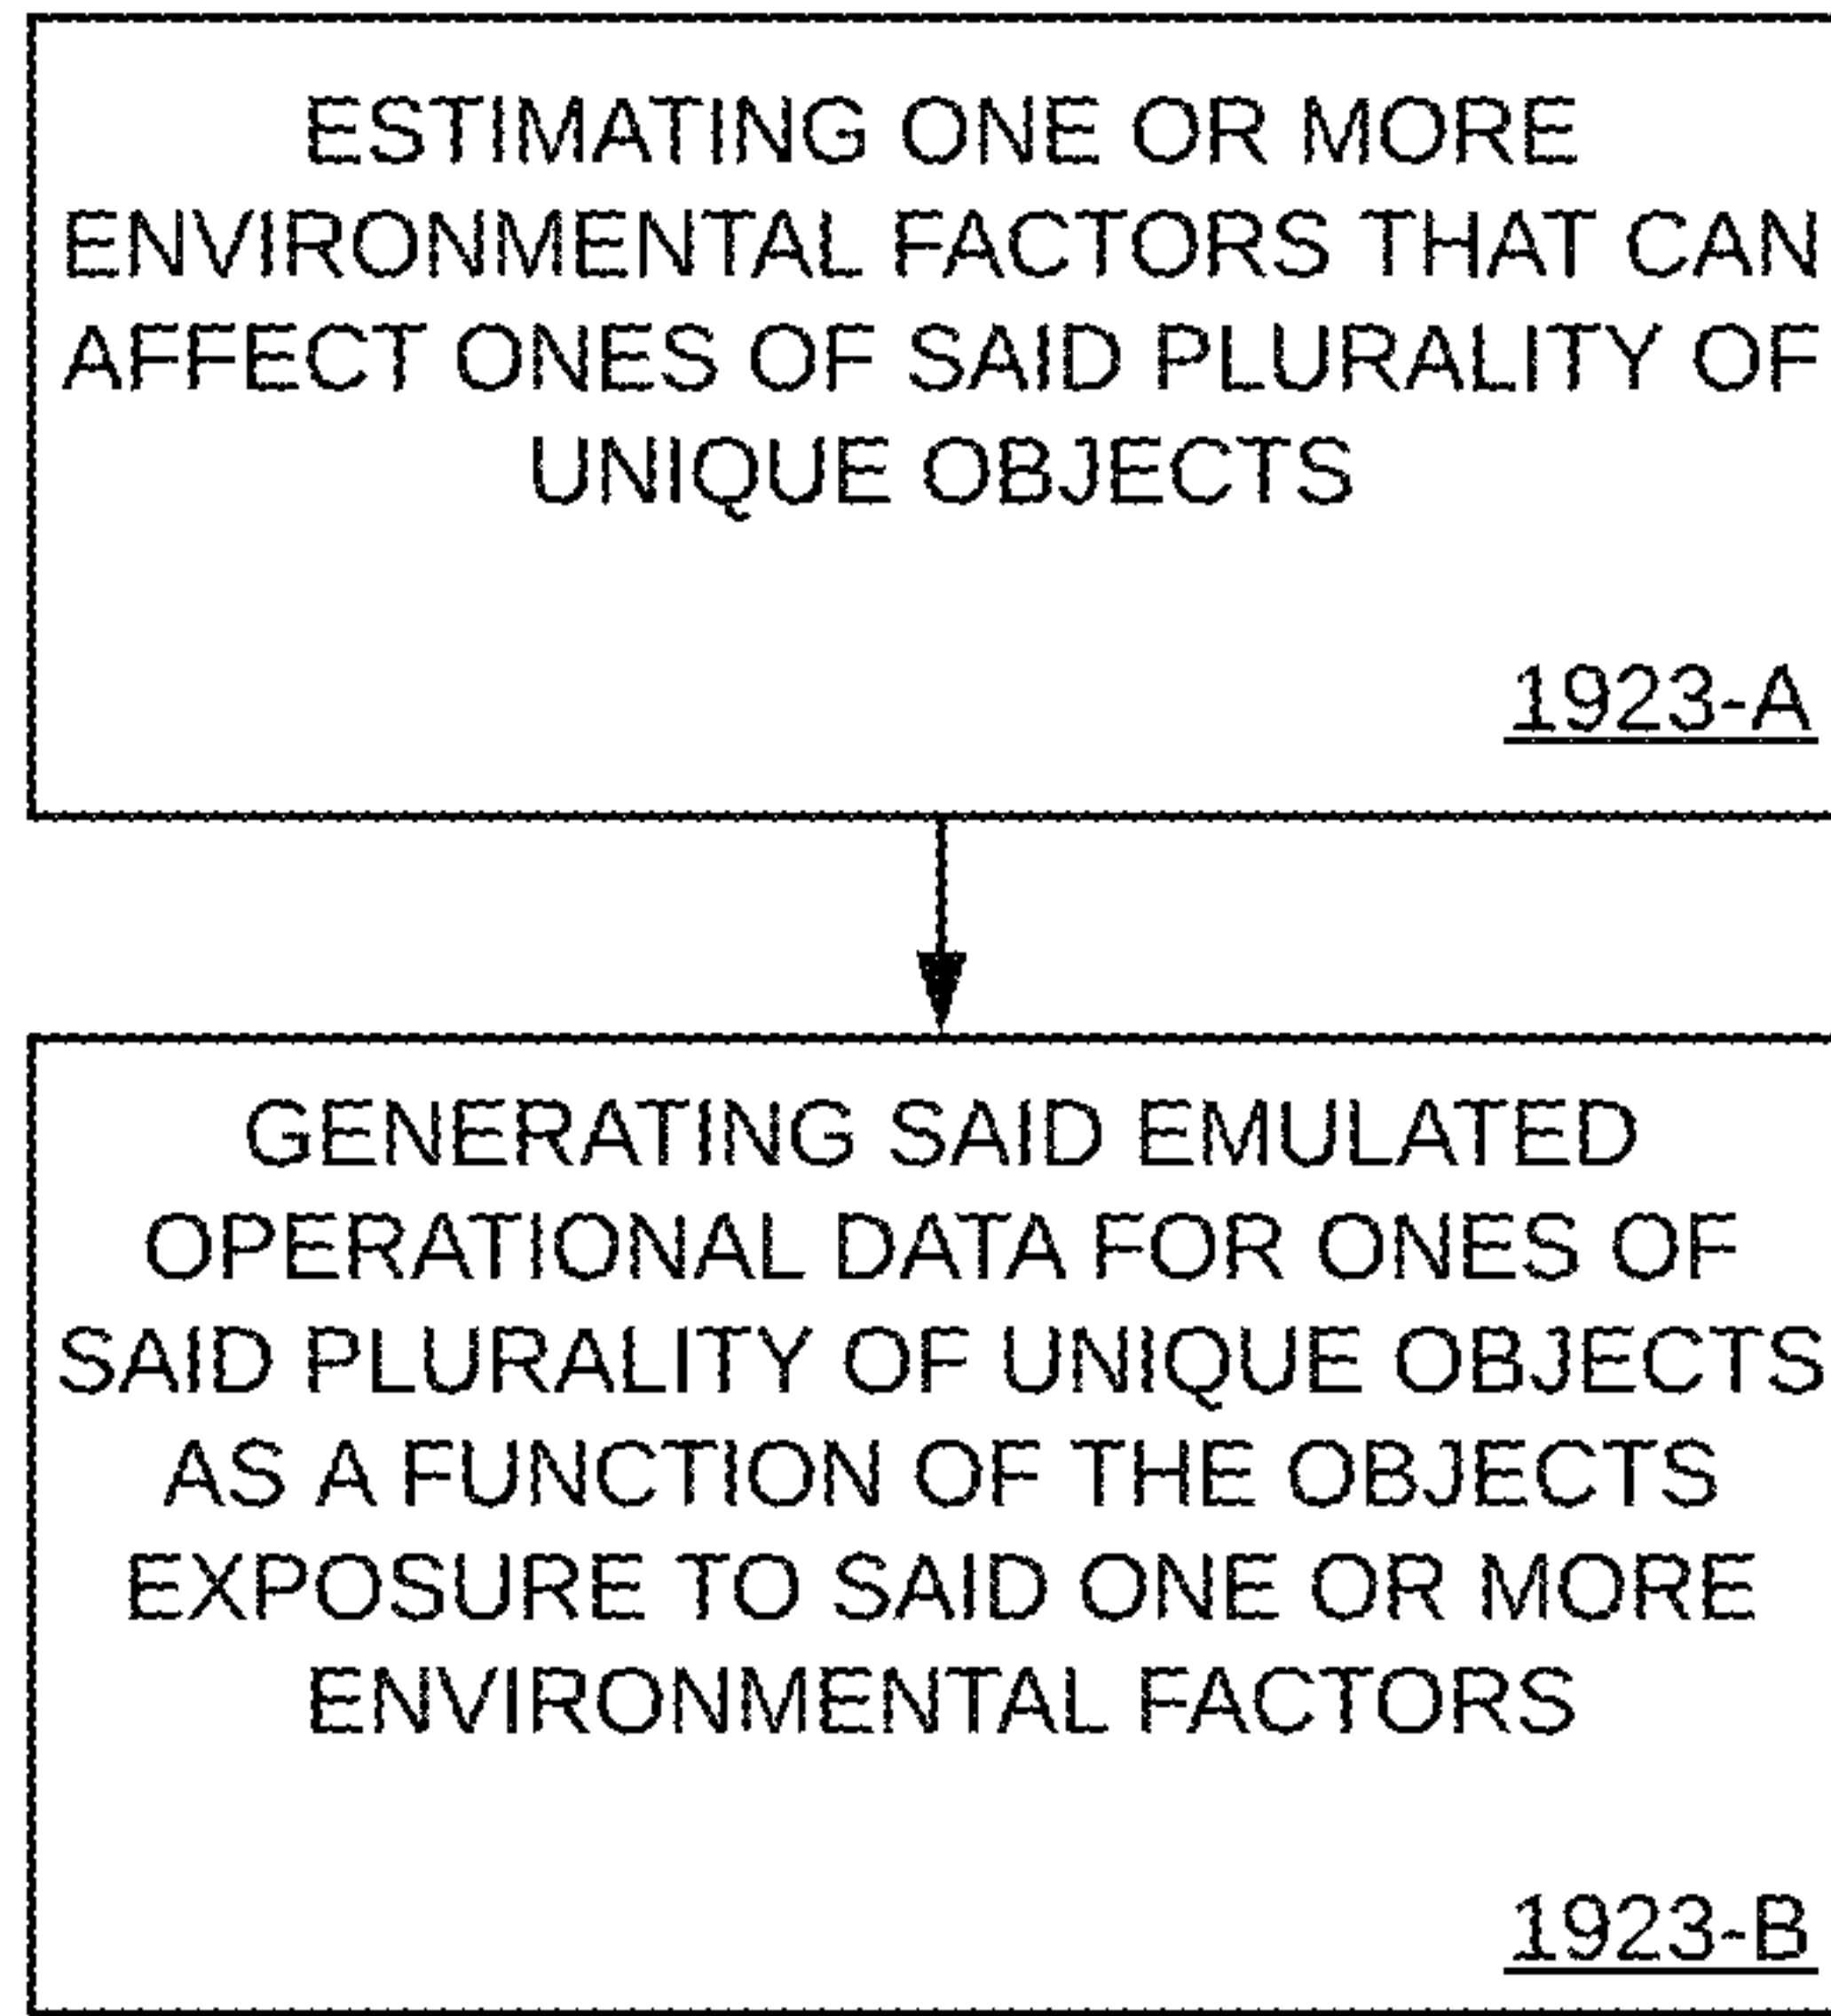 ESTIMATING ONE OR MORE
ENVIRONMENTAL FACTORS THAT CAN
AFFECT ONES OF SAID PLURALITY OF
UNIQUE OBJECTS
1923-A
GENERATING SAID EMULATED
OPERATIONAL DATA FOR ONES OF
SAID PLURALITY OF UNIQUE OBJECTS
AS A FUNCTION OF THE OBJECTS
EXPOSURE TO SAID ONE OR MORE
ENVIRONMENTAL FACTORS
1923-B